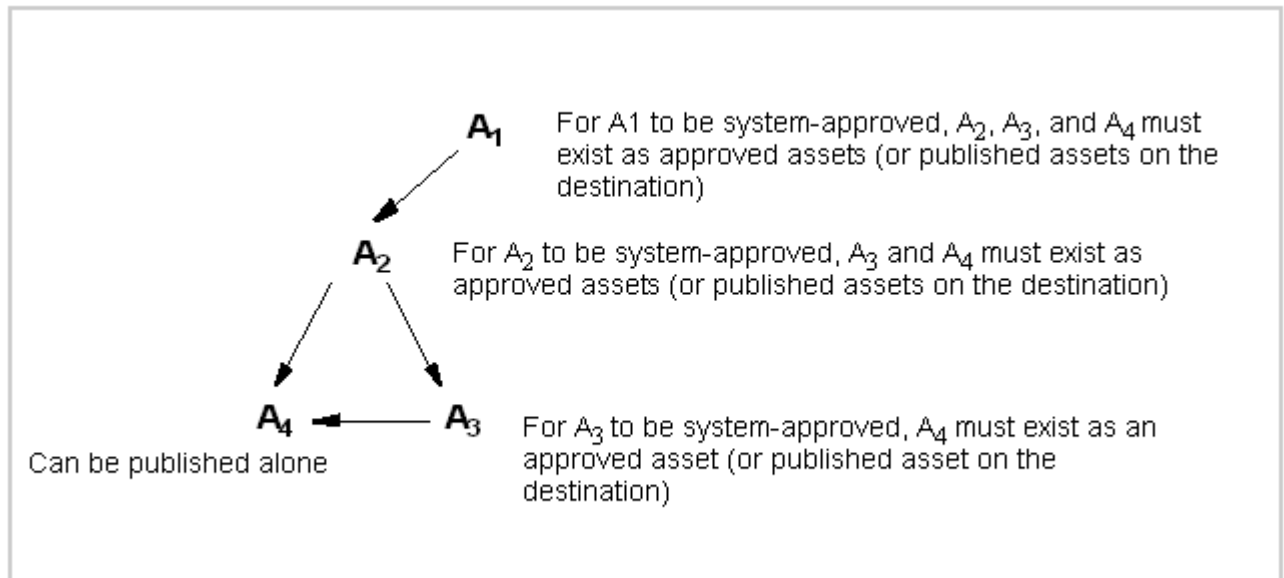 A₁
For A1 to be system-approved, A₂, A₃, and A₄ must
exist as approved assets (or published assets on the
destination)
A₂
For A₂ to be system-approved, A₃ and A₄ must exist as
approved assets (or published assets on the destination)
A₄
A₃
Can be published alone
For A₃ to be system-approved, A₄ must exist as an
approved asset (or published asset on the
destination)